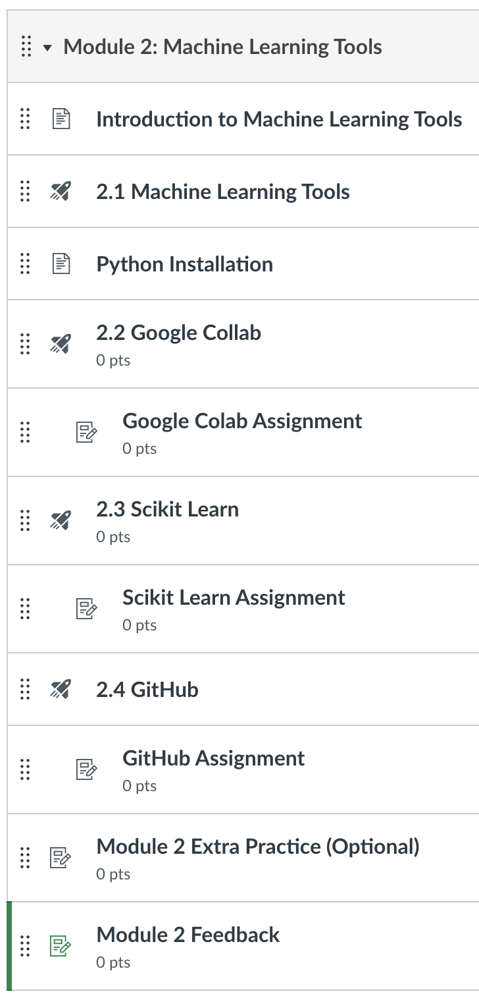 Module 2: Machine Learning Tools
Introduction to Machine Learning Tools
2.1 Machine Learning Tools
Python Installation
2.2 Google Collab
0 pts
Google Colab Assignment
0 pts
2.3 Scikit Learn
0 pts
Scikit Learn Assignment
0 pts
2.4 GitHub
GitHub Assignment
0 pts
Module 2 Extra Practice (Optional)
0 pts
Module 2 Feedback
0 pts